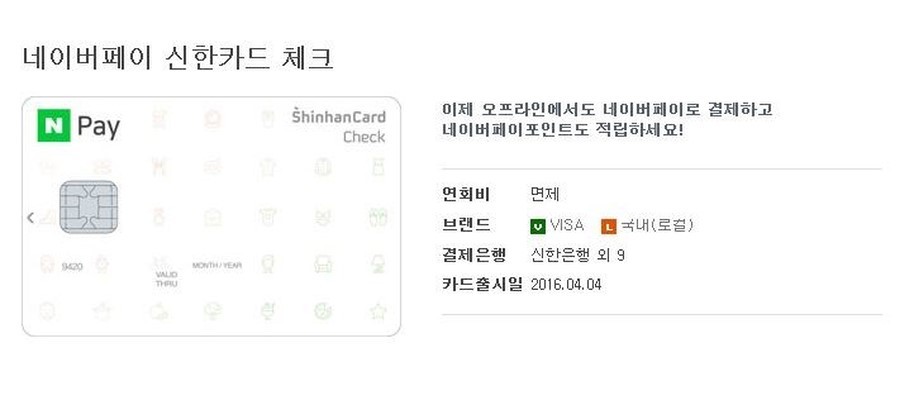 네이버페이 신한카드 체크
N Pay
ShinhanCard
Check
9420
VALID
THRU
MONTH / YEAR
이제 오프라인에서도 네이버페이로 결제하고
네이버페이포인트도 적립하세요!
연회비 면제
브랜드 V VISA L 국내(로컬)
결제은행 신한은행 외 9
카드출시일 2016.04.04